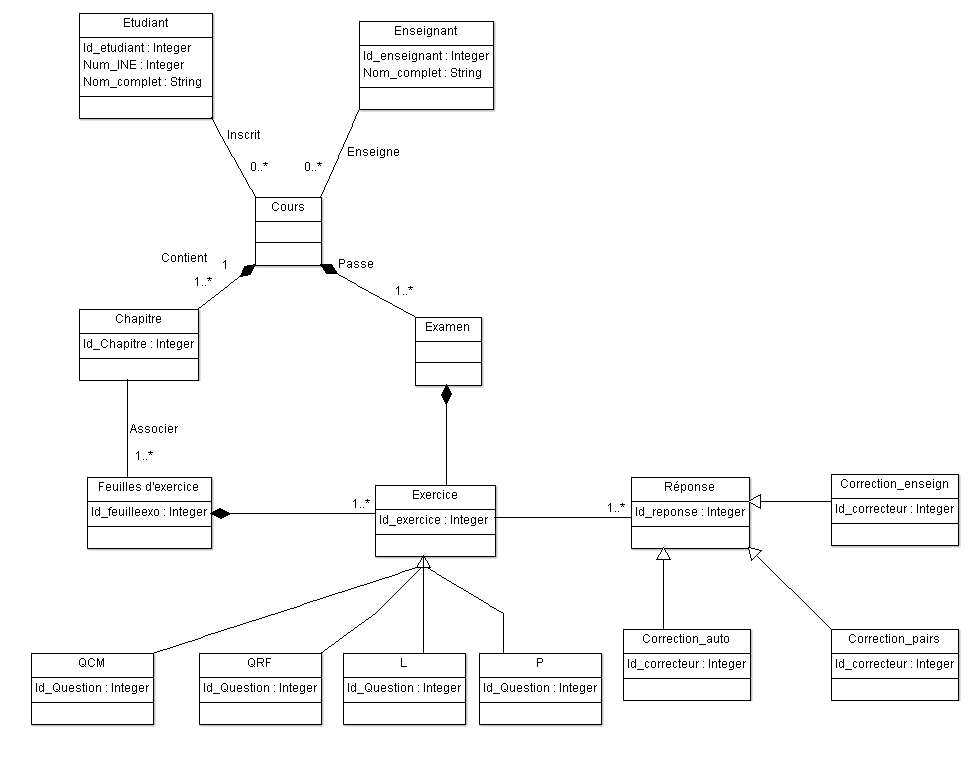 Etudiant
Id_etudiant : Integer
Num_INE : Integer
Nom_complet : String
Enseignant
Id_enseignant : Integer
Nom_complet : String
Inscrit
0..*
0..*
Enseigne
Cours
Contient
1
1..*
Passe
1..*
Chapitre
Id_Chapitre : Integer
Examen
Associer
1..*
Feuilles d'exercice
Id_feuilleexo : Integer
1..*
Exercice
Id_exercice : Integer
1..*
Réponse
Id_reponse : Integer
Correction_enseign
Id_correcteur : Integer
QCM
Id_Question : Integer
QRF
Id_Question : Integer
L
Id_Question : Integer
P
Id_Question : Integer
Correction_auto
Id_correcteur : Integer
Correction_pairs
Id_correcteur : Integer